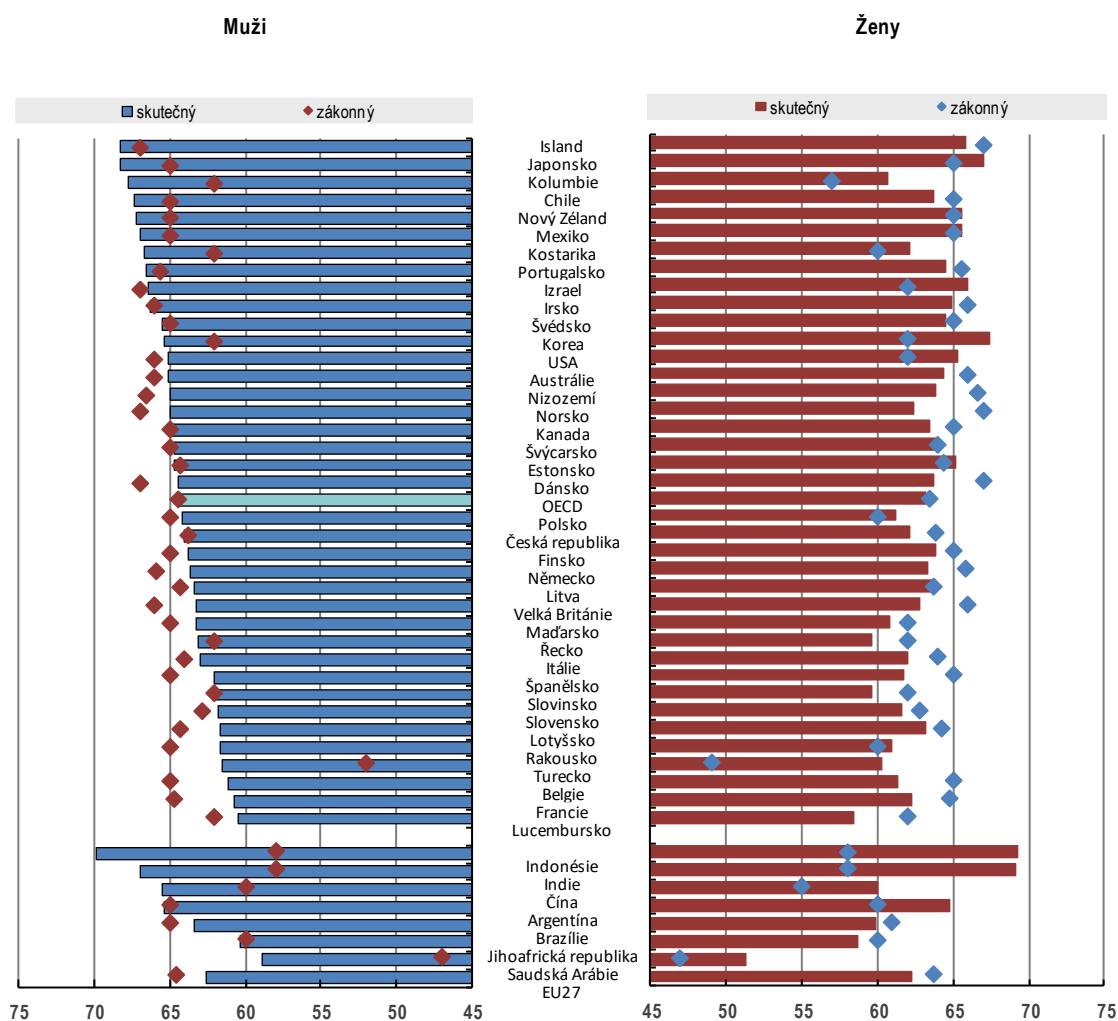 Muži
Ženy
skutečný zákonný
skutečný zákonný
Island
Japonsko
Kolumbie
Chile
Nový Zéland
Mexiko
Kostarika
Portugalsko
Izrael
Irsko
Švédsko
Korea
USA
Austrálie
Nizozemí
Norsko
Kanada
Švýcarsko
Estonsko
Dánsko
OECD
Polsko
Česká republika
Finsko
Německo
Litva
Velká Británie
Maďarsko
Řecko
Itálie
Španělsko
Slovinsko
Slovensko
Lotyšsko
Rakousko
Turecko
Belgie
Francie
Lucembursko
Indonésie
Indie
Čína
Argentína
Brazílie
Jihoafrická republika
Saudská Arábie
EU27
75 70 65 60 55 50 45
45 50 55 60 65 70 75